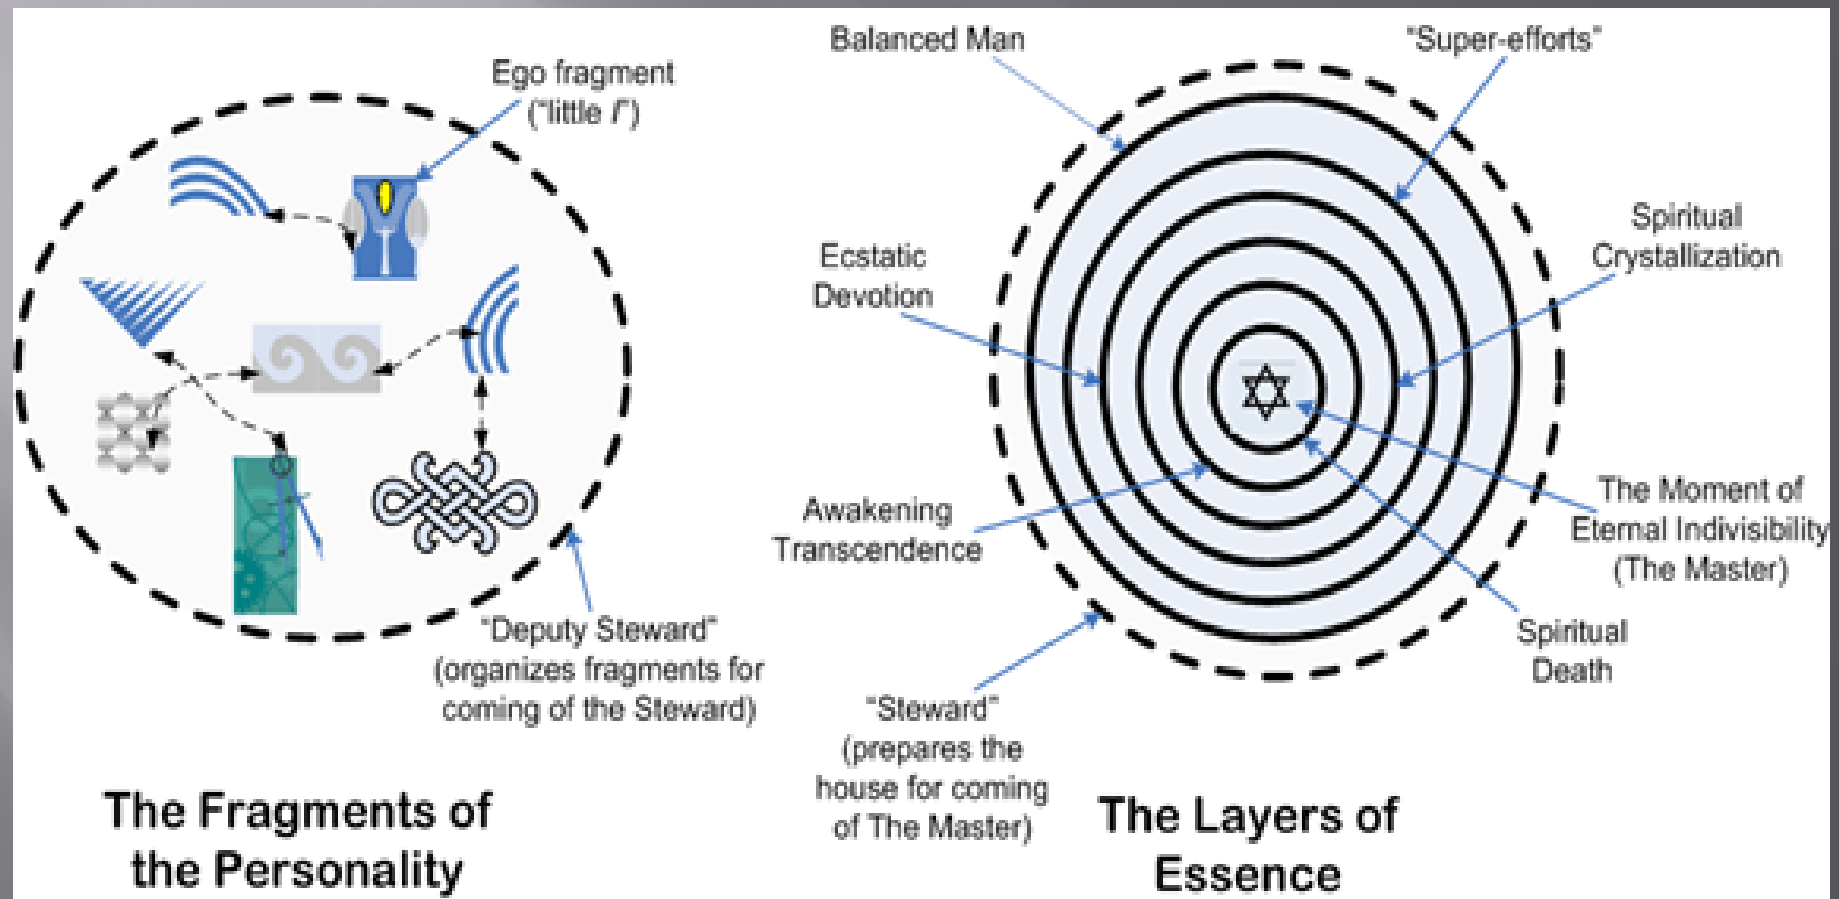 Ego fragment
("little I")
"Deputy Steward"
(organizes fragments for
coming of the Steward)
The Fragments of
the Personality
Balanced Man
"Super-efforts"
Spiritual
Crystallization
Ecstatic
Devotion
Awakening
Transcendence
The Moment of
Eternal Indivisibility
(The Master)
Spiritual
Death
"Steward"
(prepares the
house for coming
of The Master)
The Layers of
Essence